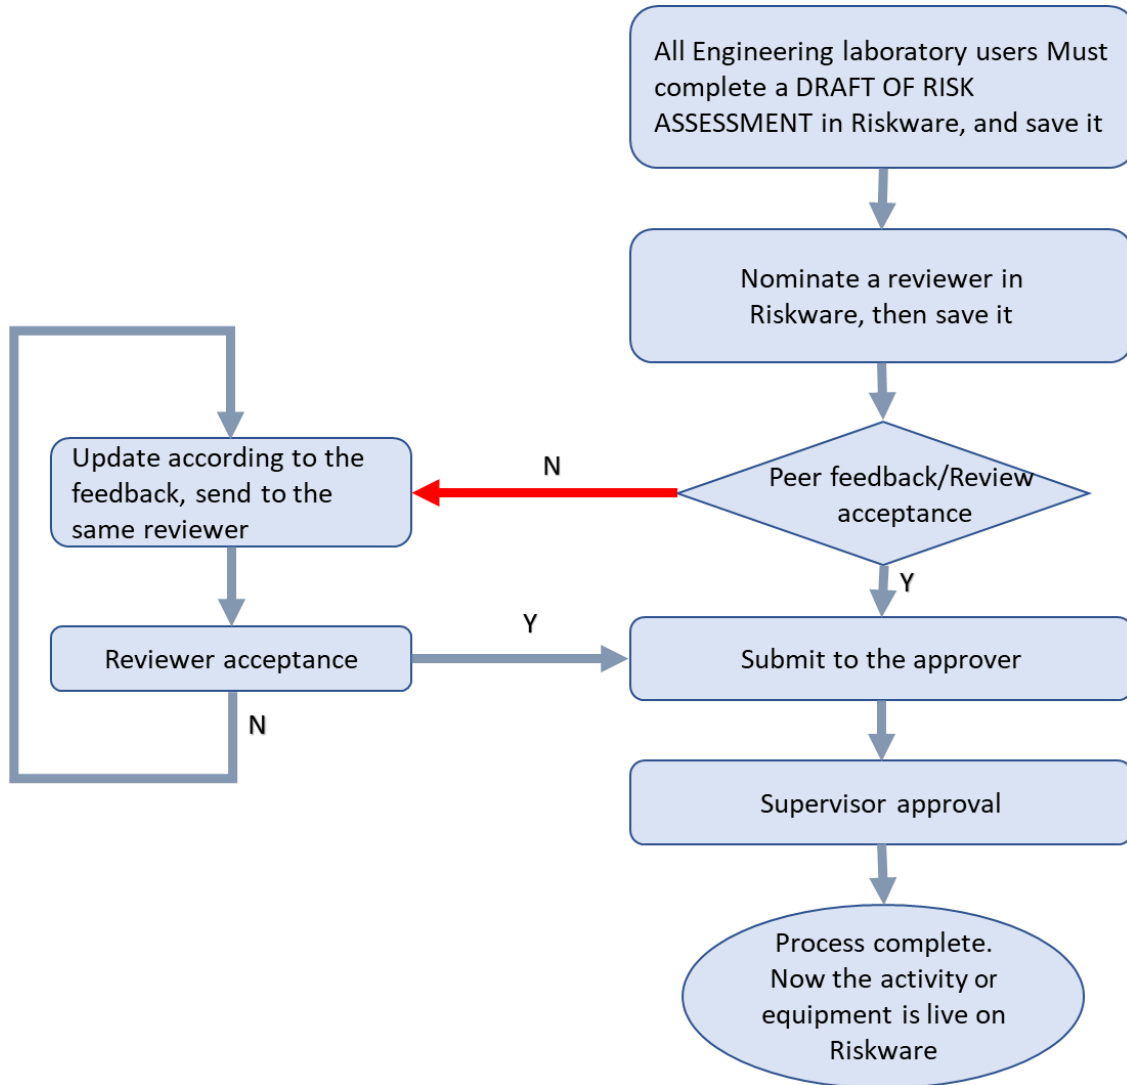 All Engineering laboratory users Must
complete a DRAFT OF RISK
ASSESSMENT in Riskware, and save it
Nominate a reviewer in
Riskware, then save it
Peer feedback/Review
acceptance
N
Y
Update according to the
feedback, send to the
same reviewer
Reviewer acceptance
Y
N
Submit to the approver
Supervisor approval
Process complete.
Now the activity or
equipment is live on
Riskware